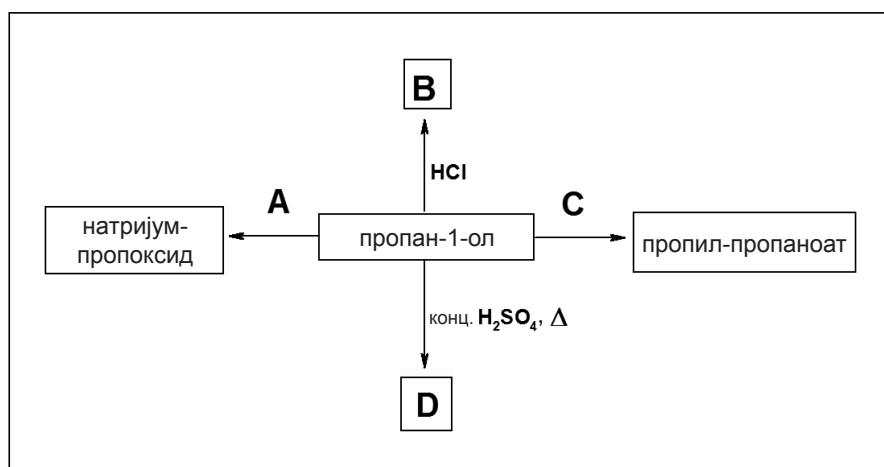 B
HCl
A
C
натријум-
пропоксид
пропан-1-ол
пропил-пропаноат
конц. H₂SO₄, Δ
D